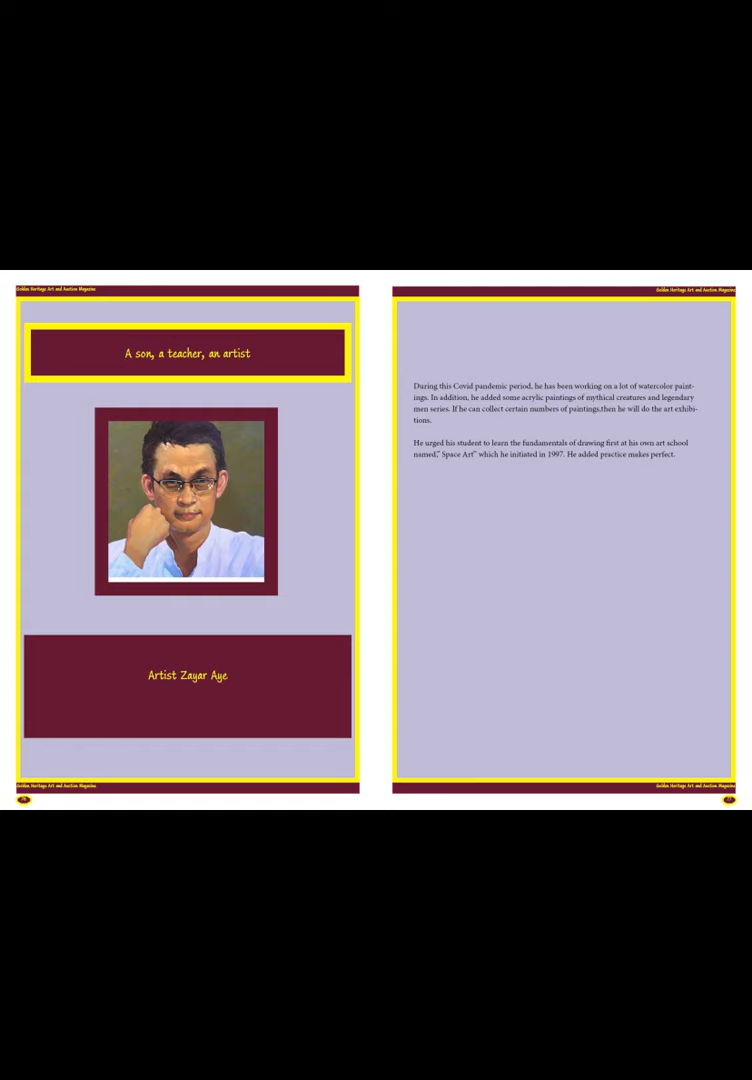 Golden Heritage Art and Auction Magazine
A son, a teacher, an artist
Artist Zayar Aye
Golden Heritage Art and Auction Magazine
Golden Heritage Art and Auction Magazine
During this Covid pandemic period, he has been working on a lot of watercolor paint-
ings. In addition, he added some acrylic paintings of mythical creatures and legendary
men series. If he can collect certain numbers of paintings,then he will do the art exhibi-
tions.
He urged his student to learn the fundamentals of drawing first at his own art school
named,” Space Art” which he initiated in 1997. He added practice makes perfect.
Golden Heritage Art and Auction Magazine